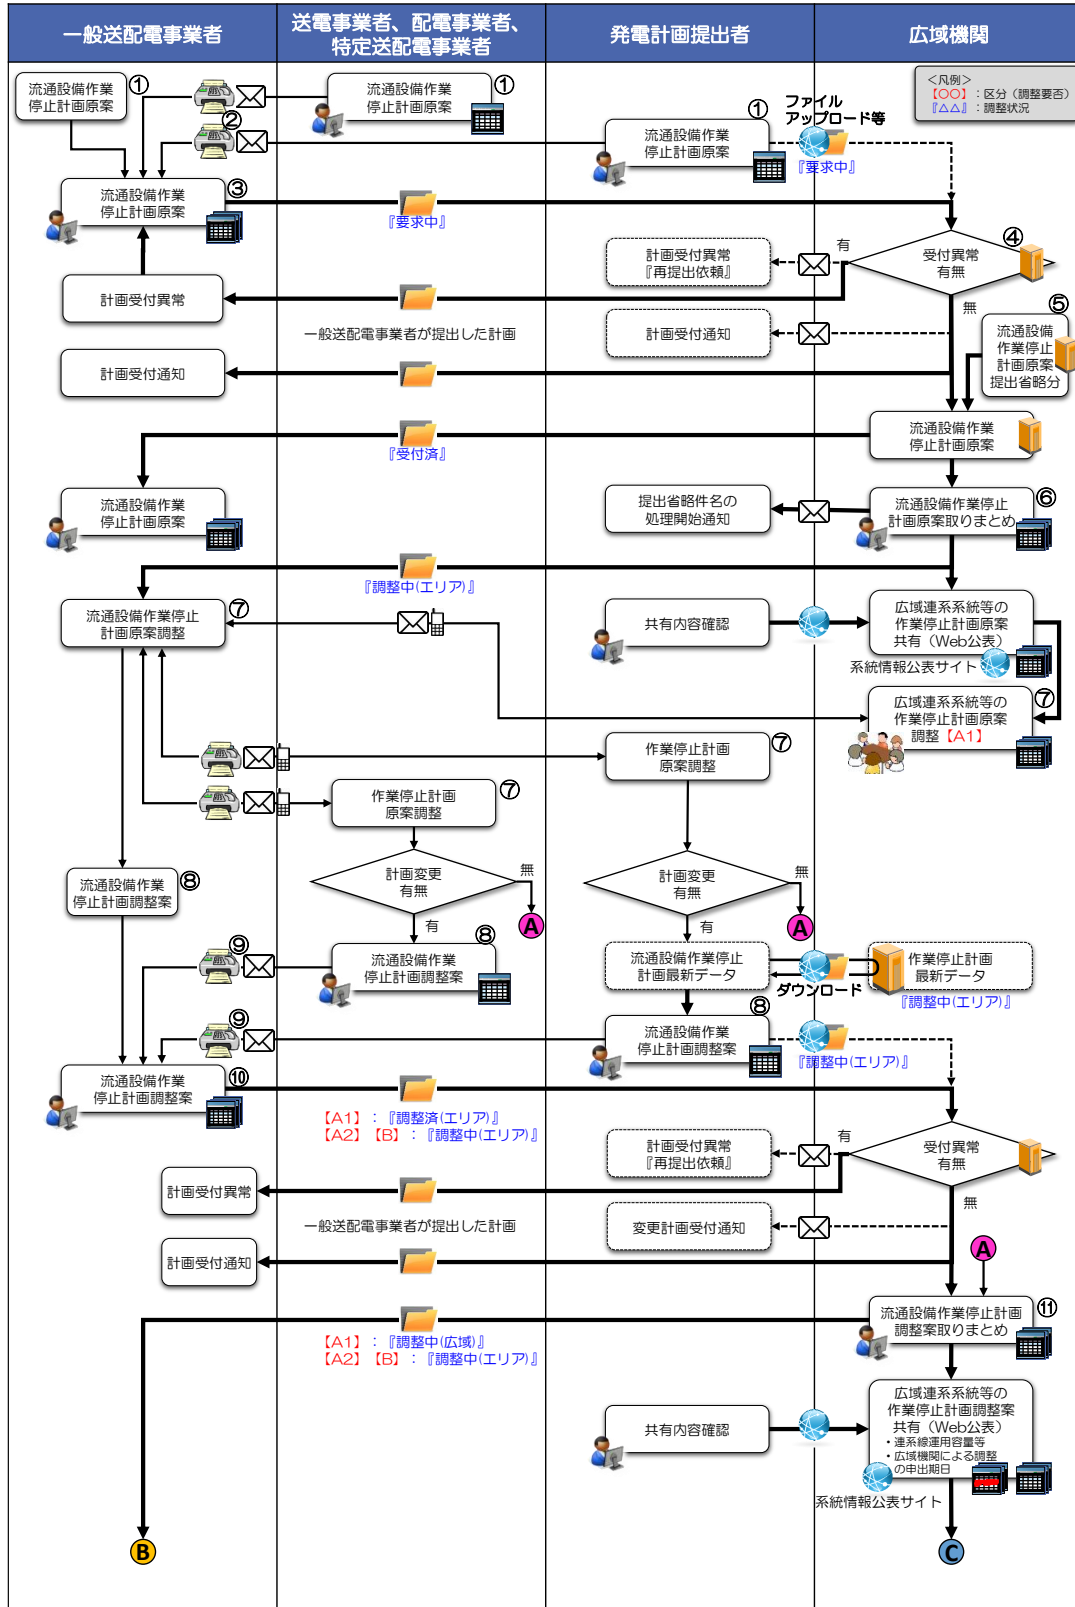 一般送配電事業者
送電事業者、配電事業者、
特定送配電事業者
発電計画提出者
広域機関
<凡例>
【〇〇】：区分（調整要否）
『△△』：調整状況
流通設備作業
停止計画原案
①
流通設備作業
停止計画原案
①
②
流通設備作業
停止計画原案
①
ファイル
アップロード等
『要求中』
流通設備作業
停止計画原案
③
『要求中』
受付異常
有無
④
有
無
計画受付異常
『再提出依頼』
計画受付異常
一般送配電事業者が提出した計画
計画受付通知
計画受付通知
⑤
流通設備
作業停止
計画原案
提出省略分
流通設備作業
停止計画原案
『受付済』
流通設備作業
停止計画原案
提出省略件名の
処理開始通知
流通設備作業停止
計画原案取りまとめ
⑥
『調整中(エリア)』
流通設備作業停止
計画原案調整
⑦
共有内容確認
広域連系系統等の
作業停止計画原案
共有（Web公表）
系統情報公表サイト
広域連系系統等の
作業停止計画原案
調整【A1】
⑦
作業停止計画
原案調整
⑦
作業停止計画
原案調整
⑦
計画変更
有無
無
有
A
計画変更
有無
無
有
A
流通設備作業
停止計画調整案
⑧
流通設備作業
停止計画調整案
⑧
⑨
流通設備作業停止
計画最新データ
ダウンロード
作業停止計画
最新データ
『調整中(エリア)』
⑨
流通設備作業
停止計画調整案
⑧
『調整中(エリア)』
流通設備作業
停止計画調整案
⑩
【A1】：『調整済(エリア)』
【A2】【B】：『調整中(エリア)』
受付異常
有無
有
無
計画受付異常
『再提出依頼』
計画受付異常
一般送配電事業者が提出した計画
変更計画受付通知
計画受付通知
A
流通設備作業停止計画
調整案取りまとめ
⑪
【A1】：『調整中(広域)』
【A2】【B】：『調整中(エリア)』
共有内容確認
広域連系系統等の
作業停止計画調整案
共有（Web公表）
・連系線運用容量等
・広域機関による調整
の申出期日
系統情報公表サイト
B
C